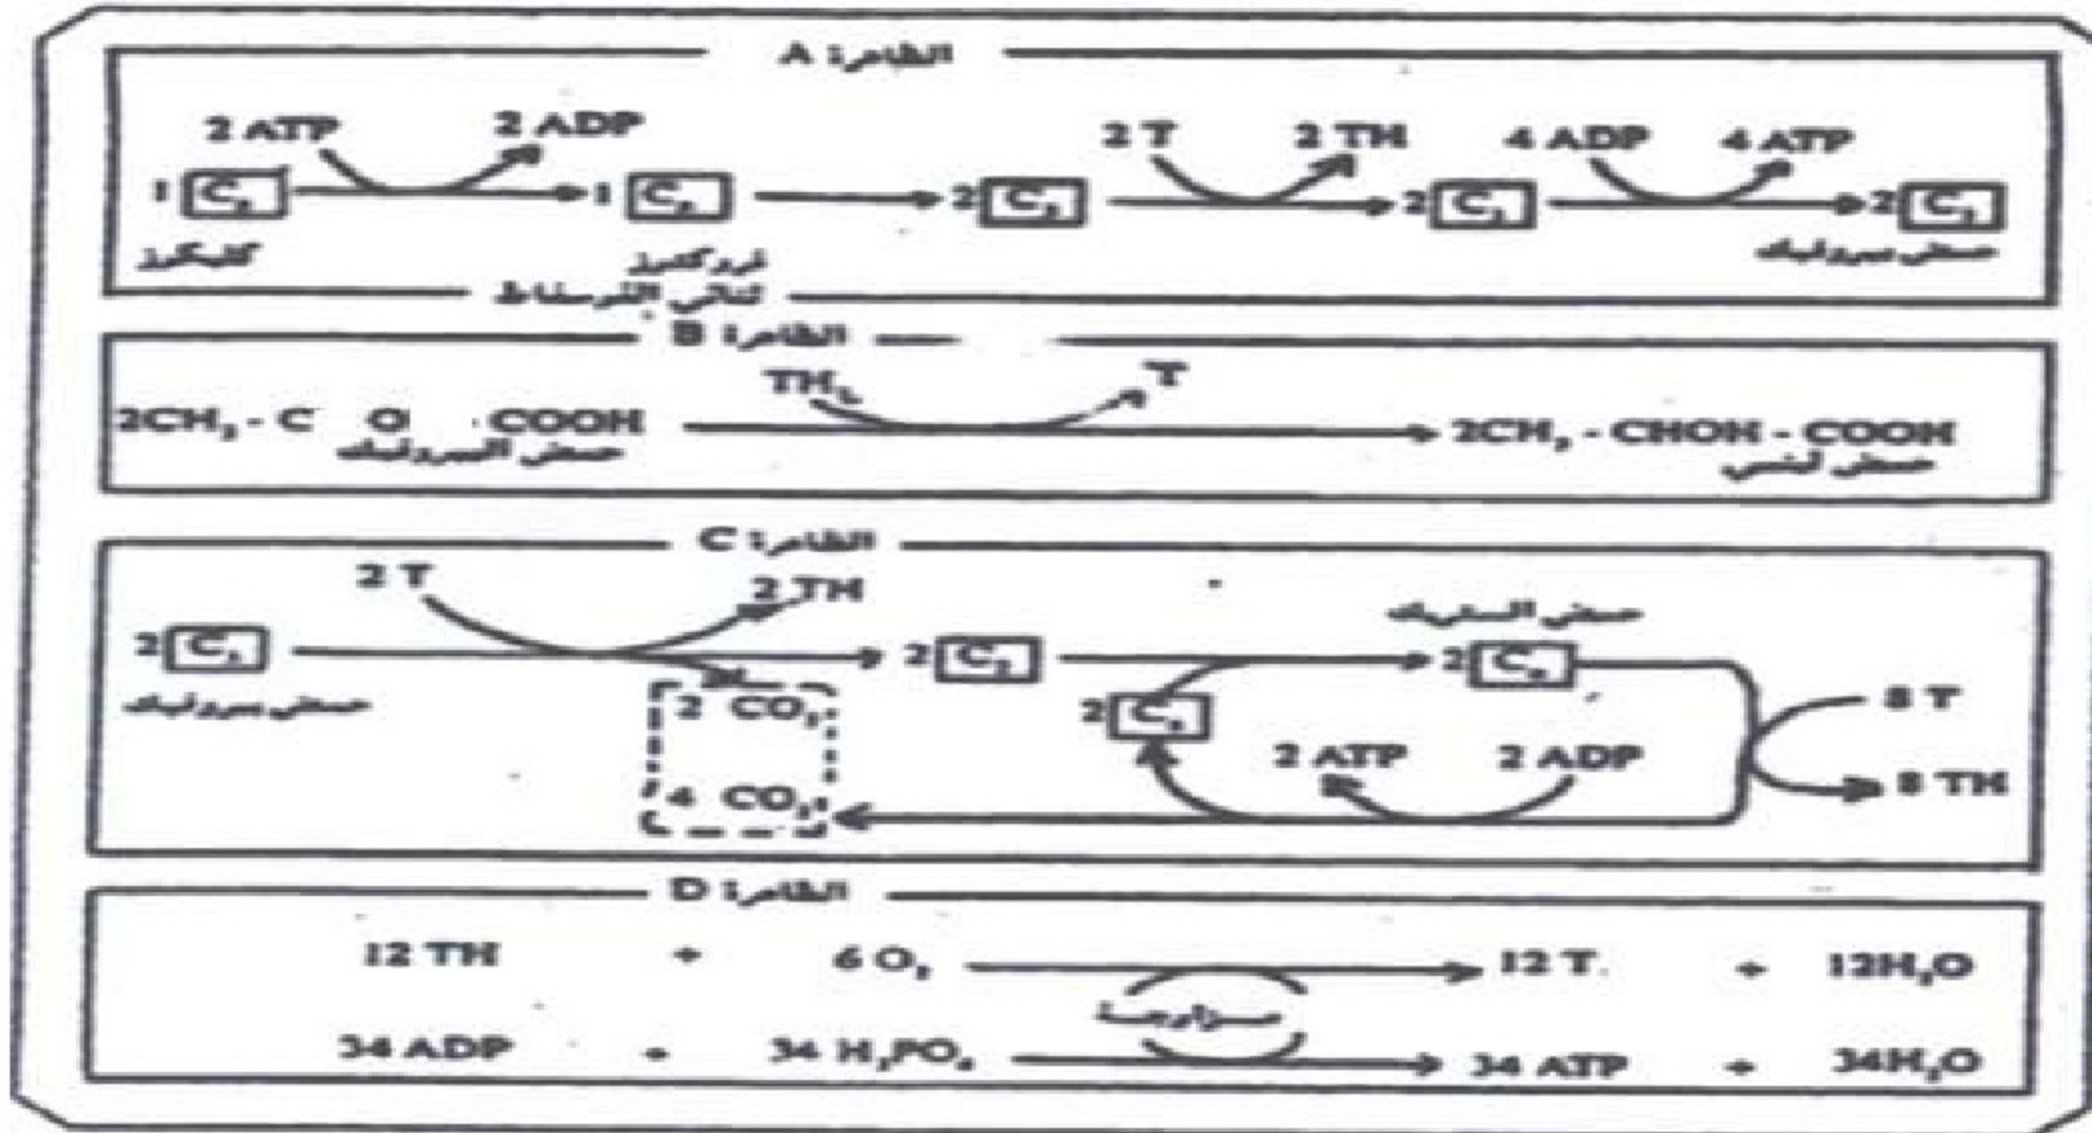 الظاهرة A
2 ATP 2 ADP 2 T 2 TH 4 ADP 4 ATP
1 C₆ 1 C₆ 2 C₃ 2 C₃ 2 C₃
كليكوز فروكتوز حمض بيروفيك
ثنائي الفوسفاط
الظاهرة B
TH₂ T
2CH₃ - C O COOH 2CH₃ - CHOH - COOH
حمض البيروفيك حمض لبني
الظاهرة C
2 T 2 TH حمض الستريك
2 C₃ 2 C₂ 2 C₆
حمض بيروفيك 2 CO₂ 2 C₄ 8 T
2 ATP 2 ADP 8 TH
4 CO₂
الظاهرة D
12 TH + 6 O₂ 12 T + 12H₂O
مزاوجة
34 ADP + 34 H₃PO₄ 34 ATP + 34H₂O